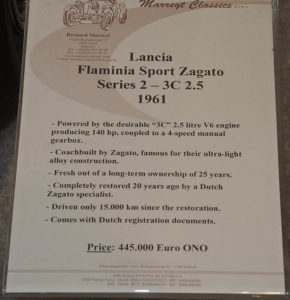 Marreyt Classics
Bernard Marreyt
Lancia
Flaminia Sport Zagato
Series 2 – 3C 2.5
1961
- Powered by the desirable "3C" 2.5 litre V6 engine
producing 140 hp, coupled to a 4-speed manual
gearbox.
- Coachbuilt by Zagato, famous for their ultra-light
alloy construction.
- Fresh out of a long-term ownership of 25 years.
- Completely restored 20 years ago by a Dutch
Zagato specialist.
- Driven only 15,000 km since the restoration.
- Comes with Dutch registration documents.
Price: 445.000 Euro ONO